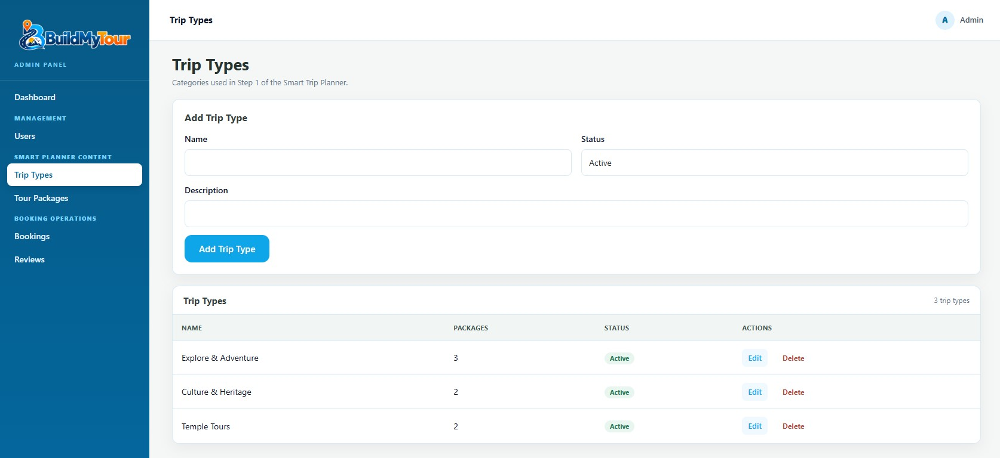 BuildMyTour
ADMIN PANEL
Dashboard
MANAGEMENT
Users
SMART PLANNER CONTENT
Trip Types
Tour Packages
BOOKING OPERATIONS
Bookings
Reviews
Trip Types
A Admin
Trip Types
Categories used in Step 1 of the Smart Trip Planner.
Add Trip Type
Name Status
Active
Description
Add Trip Type
Trip Types 3 trip types
NAME PACKAGES STATUS ACTIONS
Explore & Adventure 3 Active Edit Delete
Culture & Heritage 2 Active Edit Delete
Temple Tours 2 Active Edit Delete